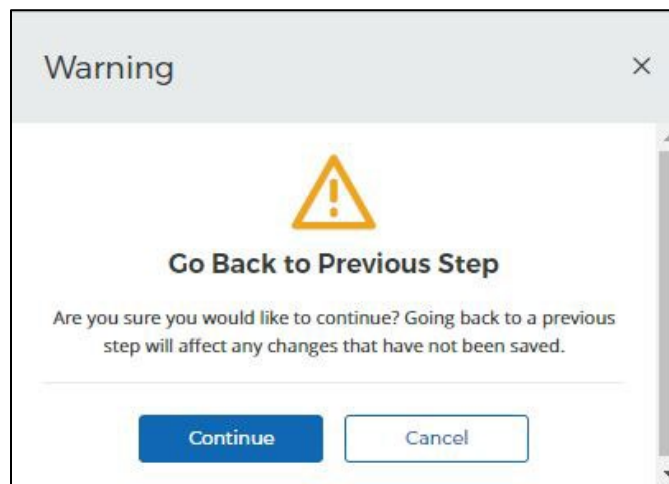 Warning
Go Back to Previous Step
Are you sure you would like to continue? Going back to a previous
step will affect any changes that have not been saved.
Continue
Cancel